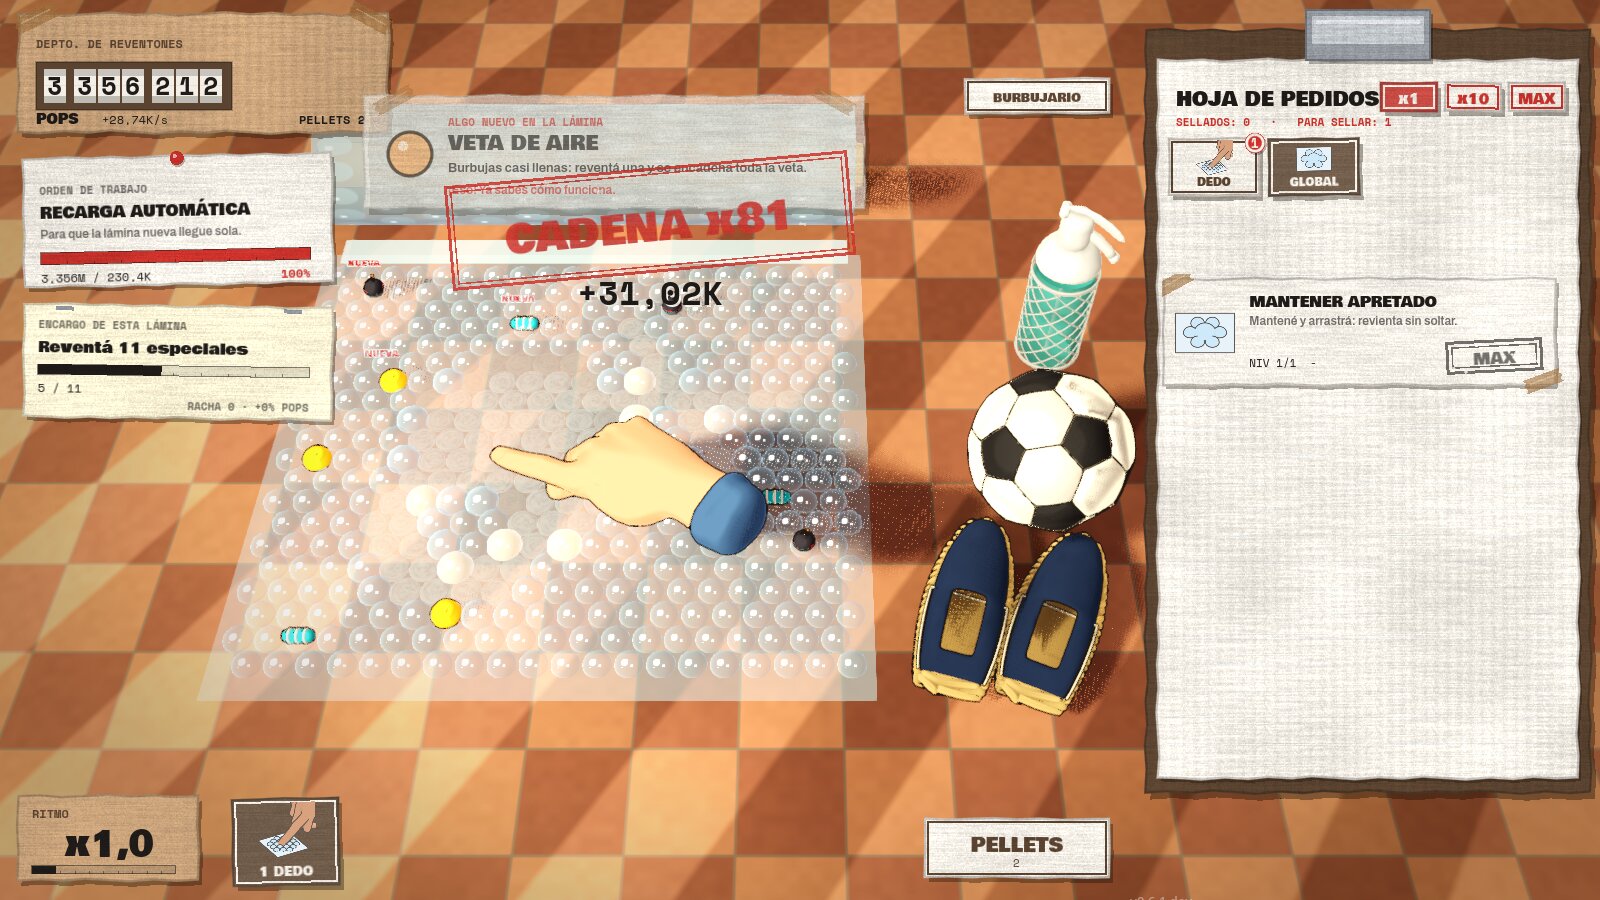 DEPTO. DE REVENTONES
3 356 212
POPS +28,74K/s PELLETS 2
ORDEN DE TRABAJO
RECARGA AUTOMÁTICA
Para que la lámina nueva llegue sola.
3,356M / 230.4K 100%
ENCARGO DE ESTA LÁMINA
Reventá 11 especiales
5 / 11
RACHA 0 · +0% POPS
ALGO NUEVO EN LA LÁMINA
VETA DE AIRE
Burbujas casi llenas: reventá una y se encadena toda la veta.
ya sabés cómo funciona.
CADENA x81
+31,02K
NUEVA
NUEVA
NUEVA
BURBUJARIO
HOJA DE PEDIDOS x1 x10 MAX
SELLADOS: 0 · PARA SELLAR: 1
1
DEDO
GLOBAL
MANTENER APRETADO
Mantené y arrastrá: revienta sin soltar.
NIV 1/1 -
MAX
RITMO
x1,0
1 DEDO
PELLETS
2